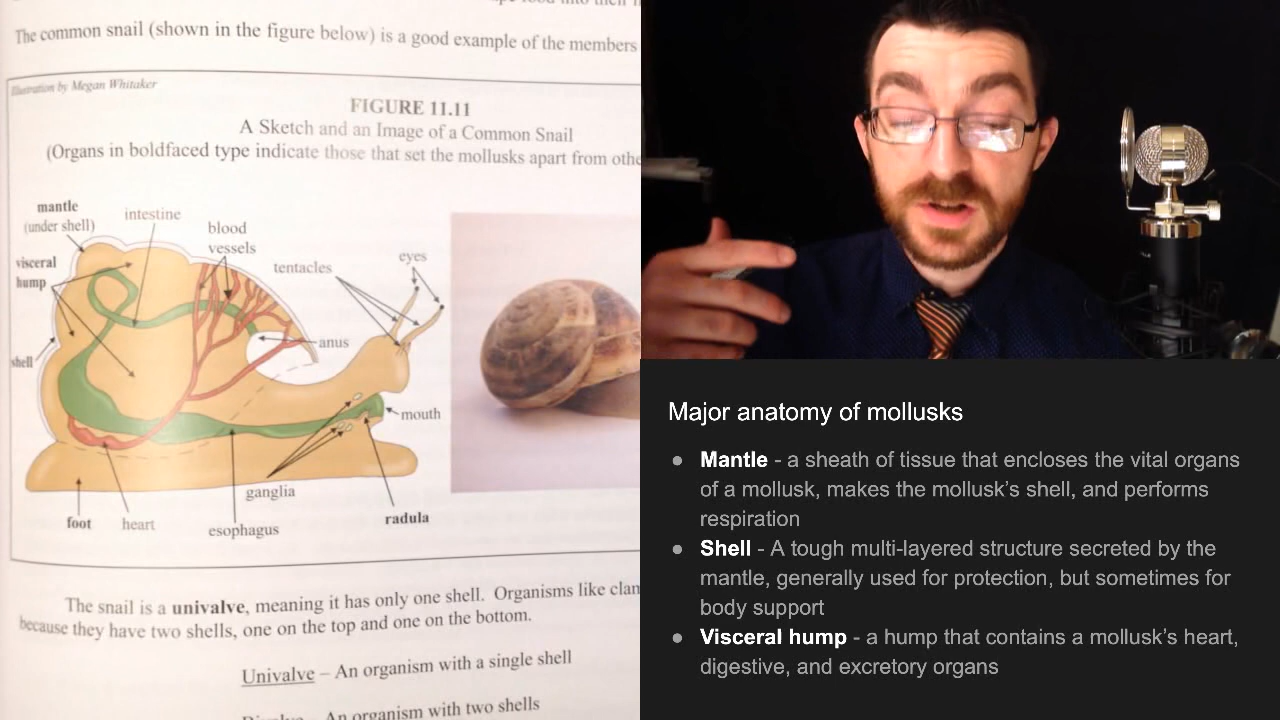 The common snail (shown in the figure below) is a good example of the members
Illustration by Megan Whitaker
FIGURE 11.11
A Sketch and an Image of a Common Snail
(Organs in boldfaced type indicate those that set the mollusks apart from othe
mantle
(under shell)
intestine
blood
vessels
tentacles
eyes
visceral
hump
shell
anus
mouth
ganglia
foot
heart
esophagus
radula
The snail is a univalve, meaning it has only one shell. Organisms like clan
because they have two shells, one on the top and one on the bottom.
Univalve – An organism with a single shell
An organism with two shells
Major anatomy of mollusks
● Mantle - a sheath of tissue that encloses the vital organs
of a mollusk, makes the mollusk's shell, and performs
respiration
● Shell - A tough multi-layered structure secreted by the
mantle, generally used for protection, but sometimes for
body support
● Visceral hump - a hump that contains a mollusk's heart,
digestive, and excretory organs